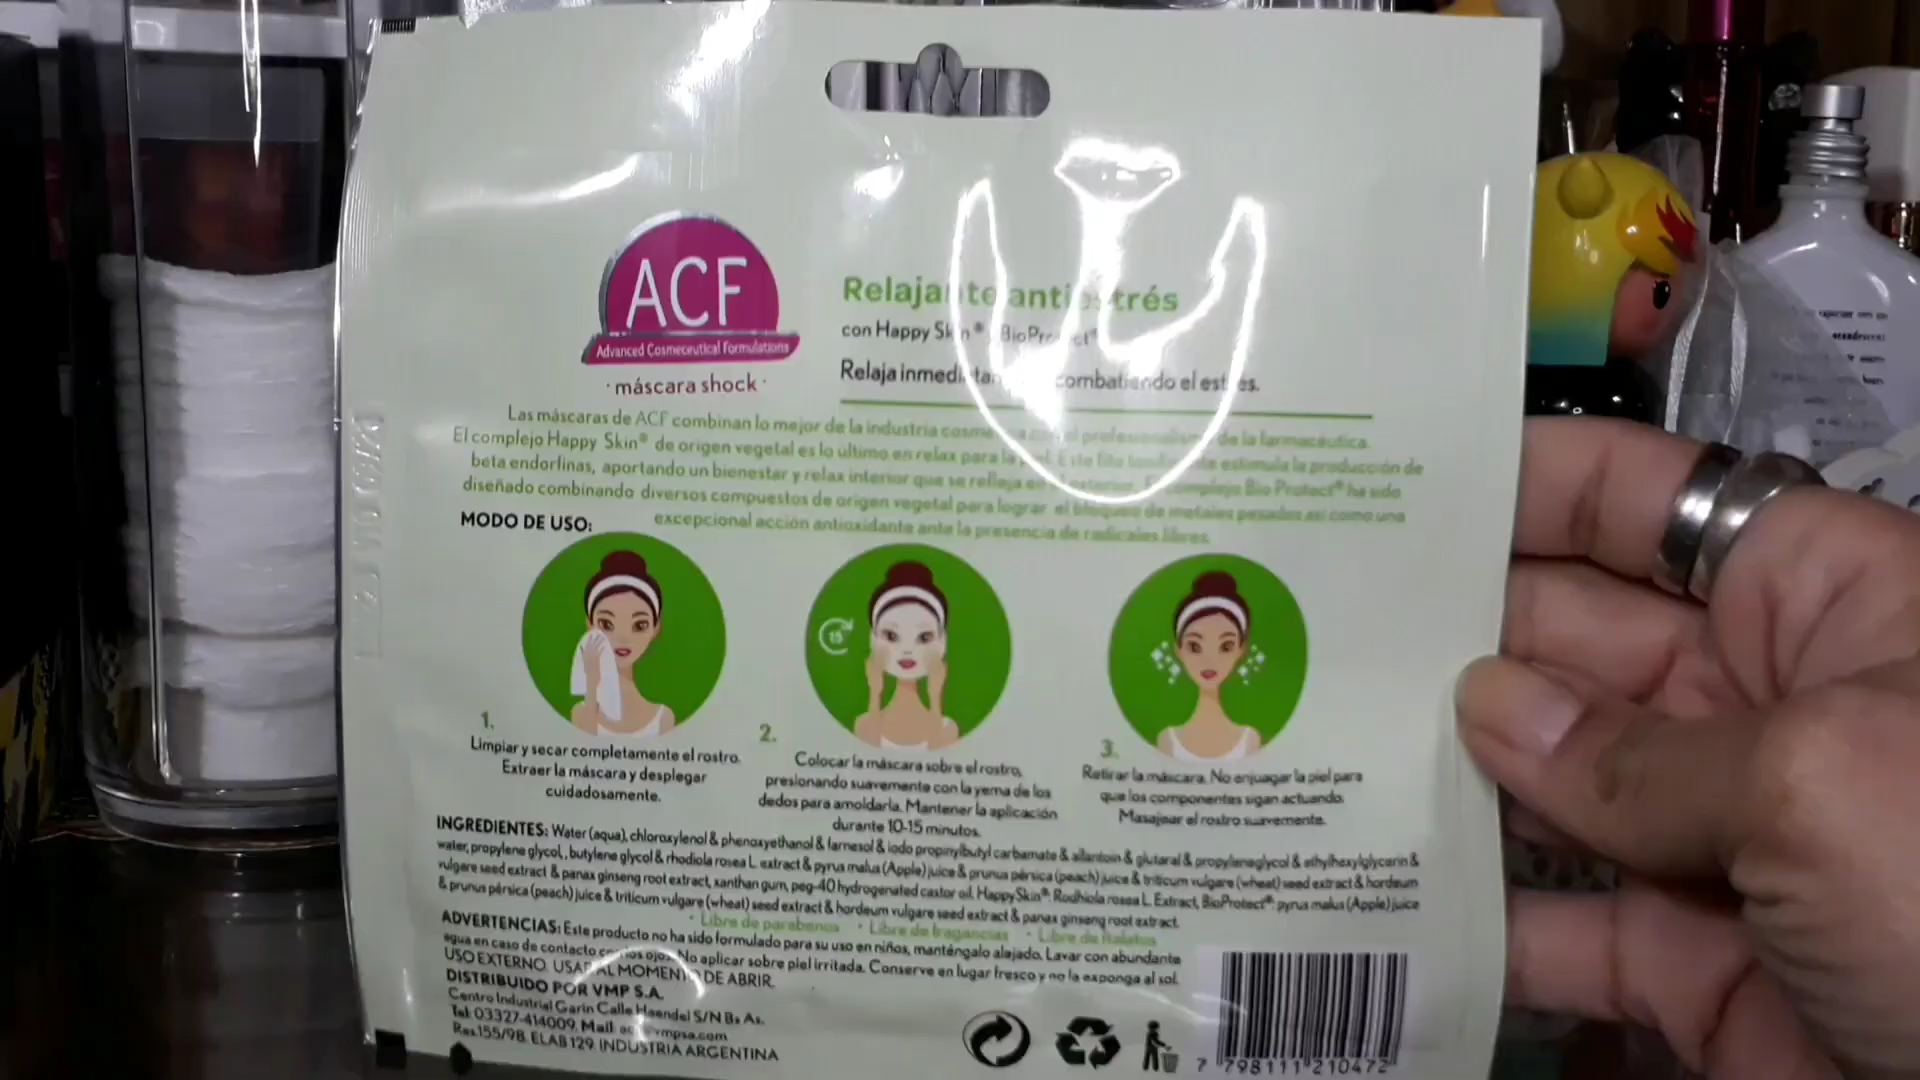 ACF
Advanced Cosmeceutical Formulations
· máscara shock ·
Relajante antiestrés
con Happy Skin® BioProtect®
Relaja combatiendo el estrés.
Las máscaras de ACF combinan lo mejor de la industria profesionalismo de la farmacéutica.
El complejo Happy Skin® de origen vegetal es lo último en relax para la estimula la producción de
beta endorfinas, aportando un bienestar y relax interior que se refleja en el exterior. El complejo Bio Protect® ha sido
diseñado combinando diversos compuestos de origen vegetal para lograr el bloqueo de metales pesados así como una
excepcional acción antioxidante ante la presencia de radicales libres.
MODO DE USO:
15'
1.
Limpiar y secar completamente el rostro.
Extraer la máscara y desplegar
cuidadosamente.
2.
Colocar la máscara sobre el rostro,
presionando suavemente con la yema de los
dedos para amoldarla. Mantener la aplicación
durante 10-15 minutos.
3.
Retirar la máscara. No enjuagar la piel para
que los componentes sigan actuando.
Masajear el rostro suavemente.
INGREDIENTES: Water (aqua), chloroxylenol & phenoxyethanol & farnesol & iodo propinylbutyl carbamate & allantoin & glutaral & propyleneglycol & ethylhexylglycerin &
water, propylene glycol, butylene glycol & rhodiola rosea L. extract & pyrus malus (Apple) juice & prunus pérsica (peach) juice & triticum vulgare (wheat) seed extract & hordeum
vulgare seed extract & panax ginseng root extract, xanthan gum, peg-40 hydrogenated castor oil. Happy Skin®: Rodhiola rosea L. Extract, BioProtect®: pyrus malus (Apple) juice
& prunus pérsica (peach) juice & triticum vulgare (wheat) seed extract & hordeum vulgare seed extract & panax ginseng root extract.
• Libre de parabenos • Libre de fragancias • Libre de ftalatos
ADVERTENCIAS: Este producto no ha sido formulado para su uso en niños, manténgalo alejado. Lavar con abundante
agua en caso de contacto con los ojos. No aplicar sobre piel irritada. Conserve en lugar fresco y no la exponga al sol.
USO EXTERNO. USAR AL MOMENTO DE ABRIR.
DISTRIBUIDO POR VMP S.A.
Centro Industrial Garin Calle Haendel S/N Bs As.
Tel: 03327-414009. Mail vmpsa.com
Res.155/98. ELAB 129. INDUSTRIA ARGENTINA
7 798111 210472